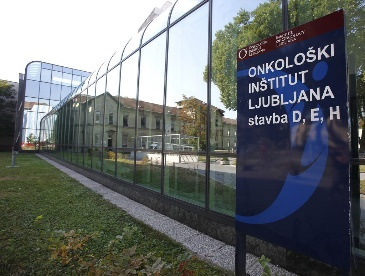 ONKOLOŠKI
INŠTITUT
LJUBLJANA
stavba D, E, H